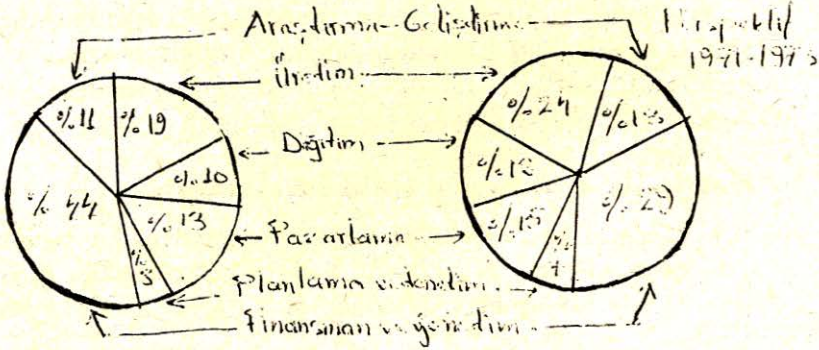 Araştırma-Geliştirme
Perspektif
1971-1975
Üretim
%11 %19
%24 %13
Dağıtım
%10
%12
%44
%13
%29
%15
Pazarlama
%3
%
Planlama ve denetim
Finansman ve yönetim